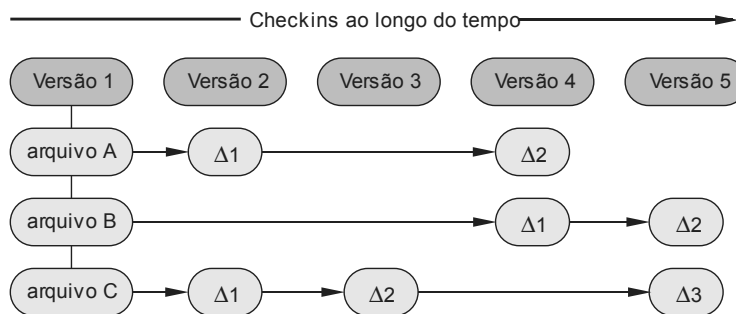 Checkins ao longo do tempo
Versão 1 Versão 2 Versão 3 Versão 4 Versão 5
arquivo A Δ1 Δ2
arquivo B Δ1 Δ2
arquivo C Δ1 Δ2 Δ3